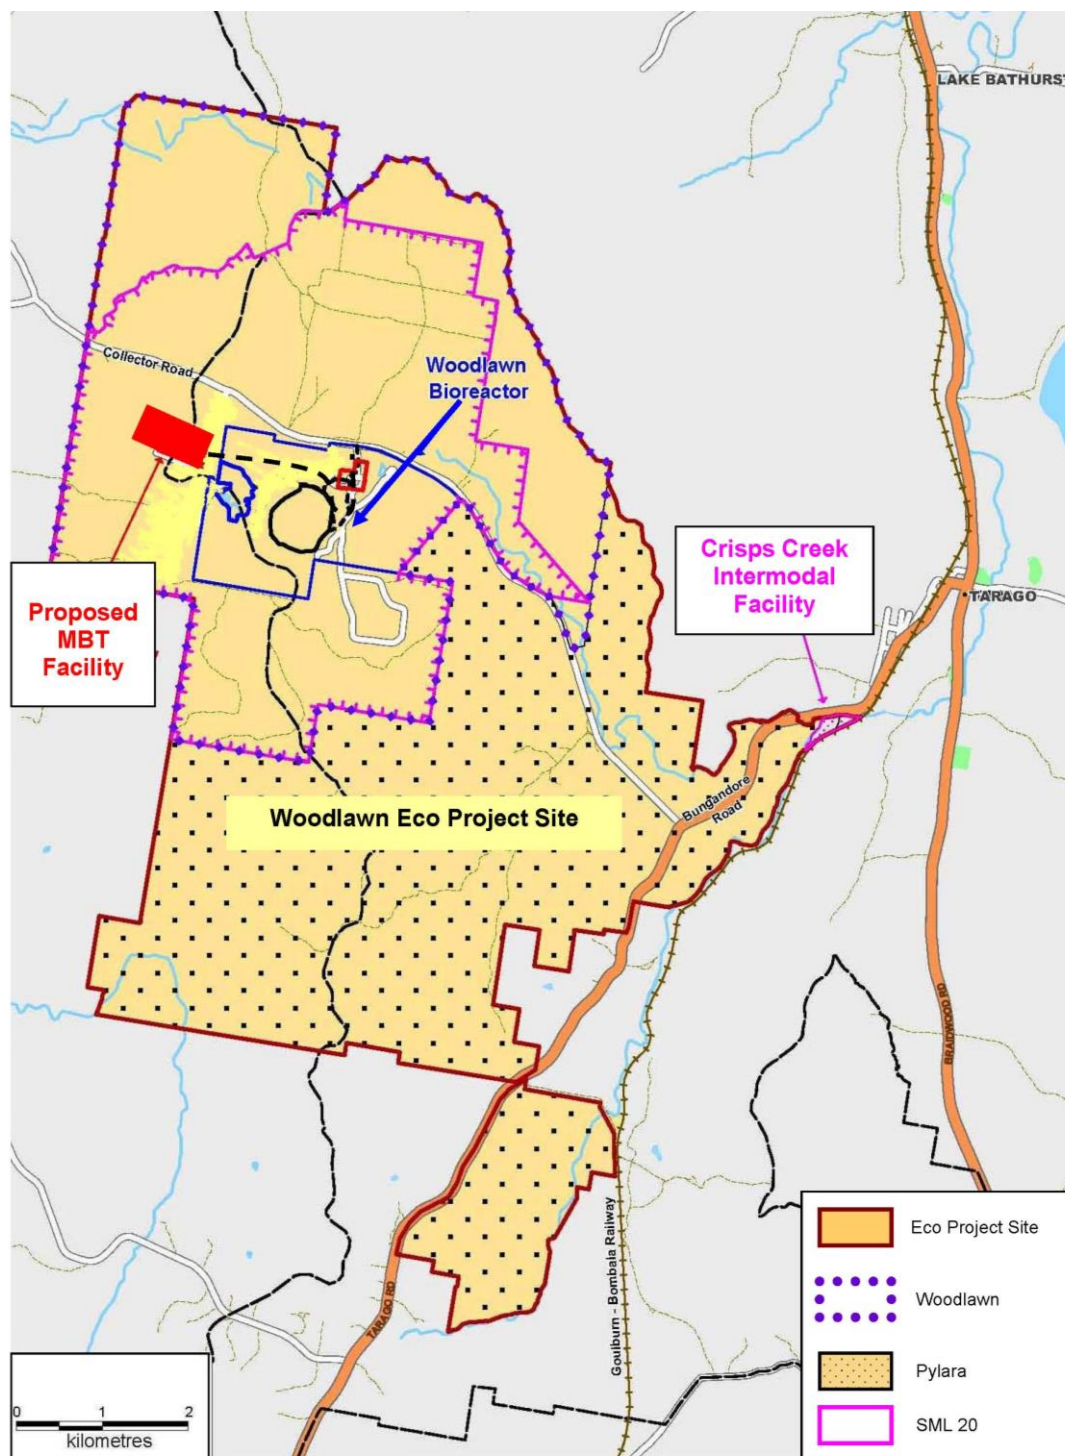 LAKE BATHURST
Collector Road
Woodlawn
Bioreactor
Crisps Creek
Intermodal
Facility
TARAGO
Proposed
MBT
Facility
Bungandore
Road
Woodlawn Eco Project Site
BRAIDWOOD RD
Goulburn - Bombala Railway
TARAGO RD
Eco Project Site
Woodlawn
Pylara
SML 20
0 1 2
kilometres